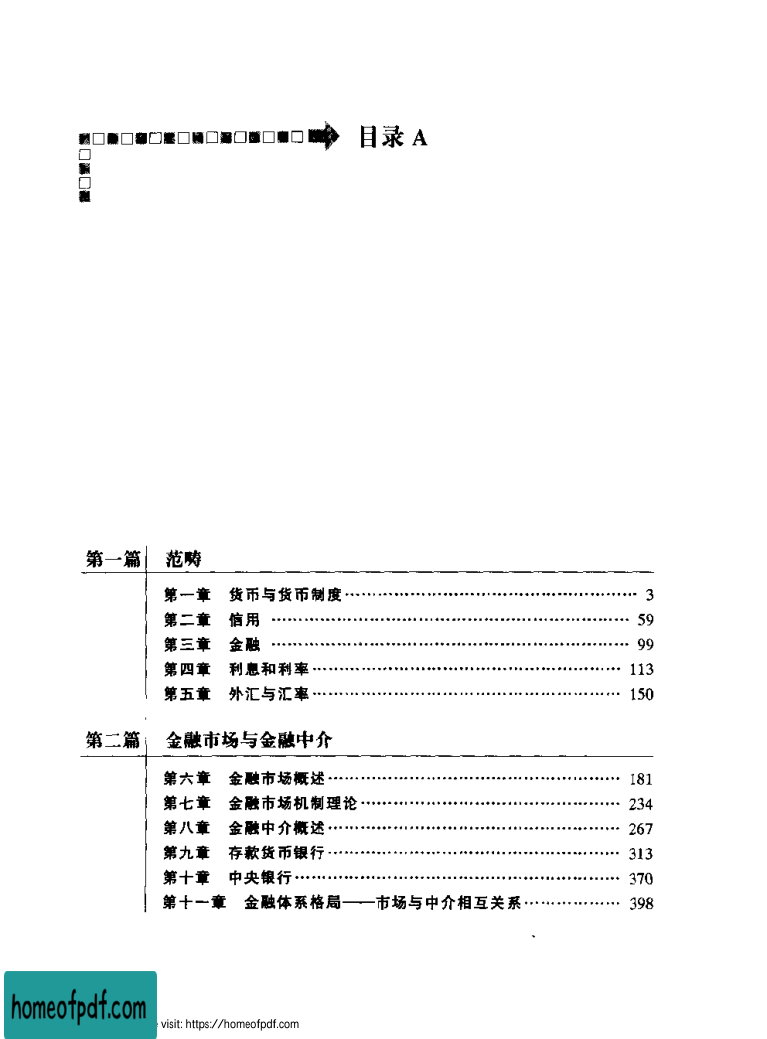 目录 A
第一篇 范畴
第一章 货币与货币制度 …… 3
第二章 信用 …… 59
第三章 金融 …… 99
第四章 利息和利率 …… 113
第五章 外汇与汇率 …… 150
第二篇 金融市场与金融中介
第六章 金融市场概述 …… 181
第七章 金融市场机制理论 …… 234
第八章 金融中介概述 …… 267
第九章 存款货币银行 …… 313
第十章 中央银行 …… 370
第十一章 金融体系格局——市场与中介相互关系 …… 398
homeofpdf.com
visit: https://homeofpdf.com